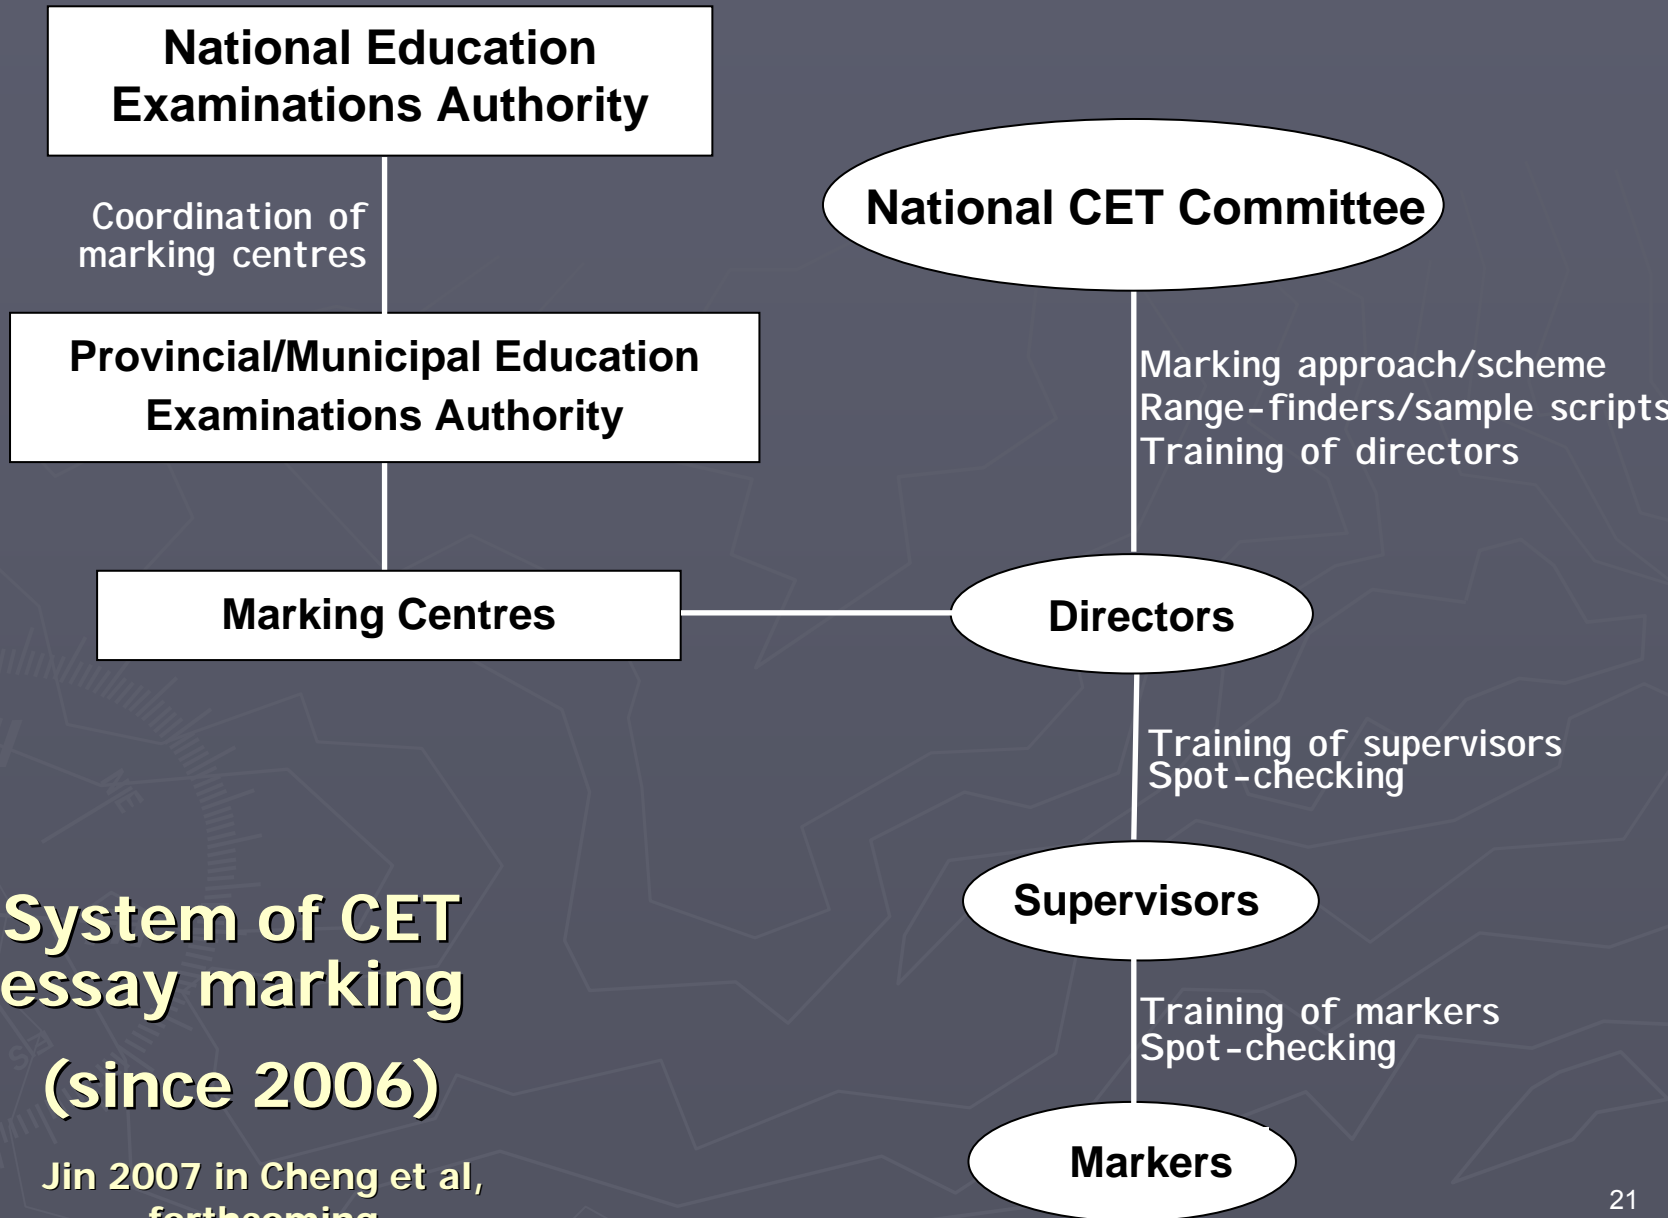 National Education
Examinations Authority
Coordination of
marking centres
Provincial/Municipal Education
Examinations Authority
Marking Centres
National CET Committee
Marking approach/scheme
Range-finders/sample scripts
Training of directors
Directors
Training of supervisors
Spot-checking
Supervisors
Training of markers
Spot-checking
Markers
System of CET
essay marking
(since 2006)
Jin 2007 in Cheng et al,
forthcoming
21